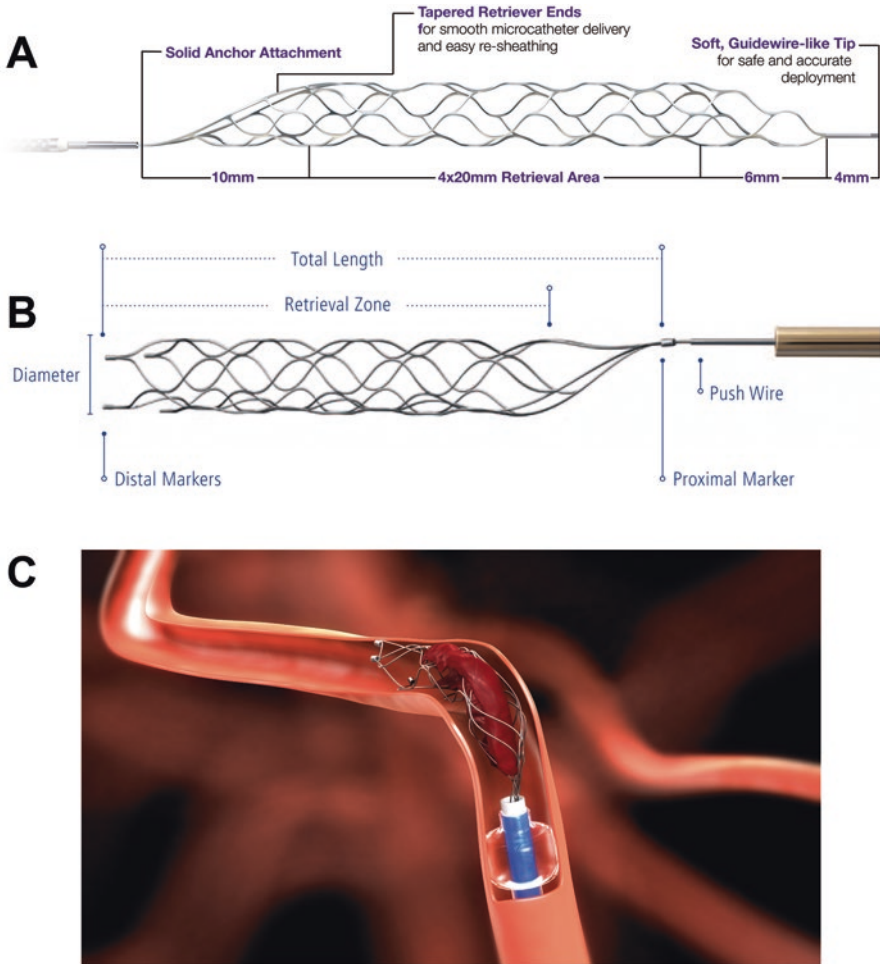 A
Solid Anchor Attachment
Tapered Retriever Ends
for smooth microcatheter delivery
and easy re-sheathing
Soft, Guidewire-like Tip
for safe and accurate
deployment
10mm
4x20mm Retrieval Area
6mm
4mm
B
Total Length
Retrieval Zone
Diameter
Push Wire
Distal Markers
Proximal Marker
C